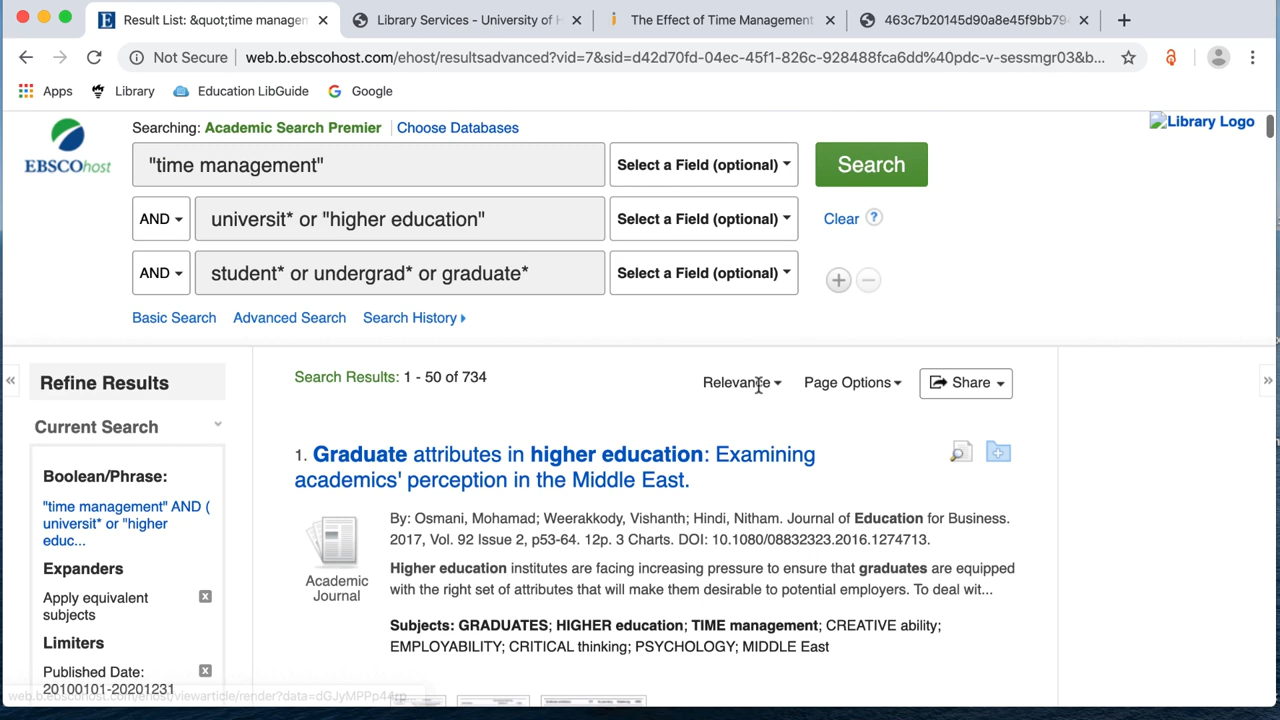 Result List: &quot;time managem
Library Services - University of H
The Effect of Time Management
463c7b20145d90a8e45f9bb79
Not Secure
web.b.ebscohost.com/ehost/resultsadvanced?vid=7&sid=d42d70fd-04ec-45f1-826c-928488fca6dd%40pdc-v-sessmgr03&b...
Apps
Library
Education LibGuide
Google
Searching: Academic Search Premier
Choose Databases
Library Logo
EBSCOhost
"time management"
Select a Field (optional)
Search
AND
universit* or "higher education"
Select a Field (optional)
Clear ?
AND
student* or undergrad* or graduate*
Select a Field (optional)
Basic Search
Advanced Search
Search History
Refine Results
Search Results: 1 - 50 of 734
Relevance
Page Options
Share
Current Search
Boolean/Phrase:
"time management" AND (
universit* or "higher
educ...
Expanders
Apply equivalent
subjects
Limiters
Published Date:
20100101-20201231
1. Graduate attributes in higher education: Examining
academics' perception in the Middle East.
Academic
Journal
By: Osmani, Mohamad; Weerakkody, Vishanth; Hindi, Nitham. Journal of Education for Business.
2017, Vol. 92 Issue 2, p53-64. 12p. 3 Charts. DOI: 10.1080/08832323.2016.1274713.
Higher education institutes are facing increasing pressure to ensure that graduates are equipped
with the right set of attributes that will make them desirable to potential employers. To deal wit...
Subjects: GRADUATES; HIGHER education; TIME management; CREATIVE ability;
EMPLOYABILITY; CRITICAL thinking; PSYCHOLOGY; MIDDLE East